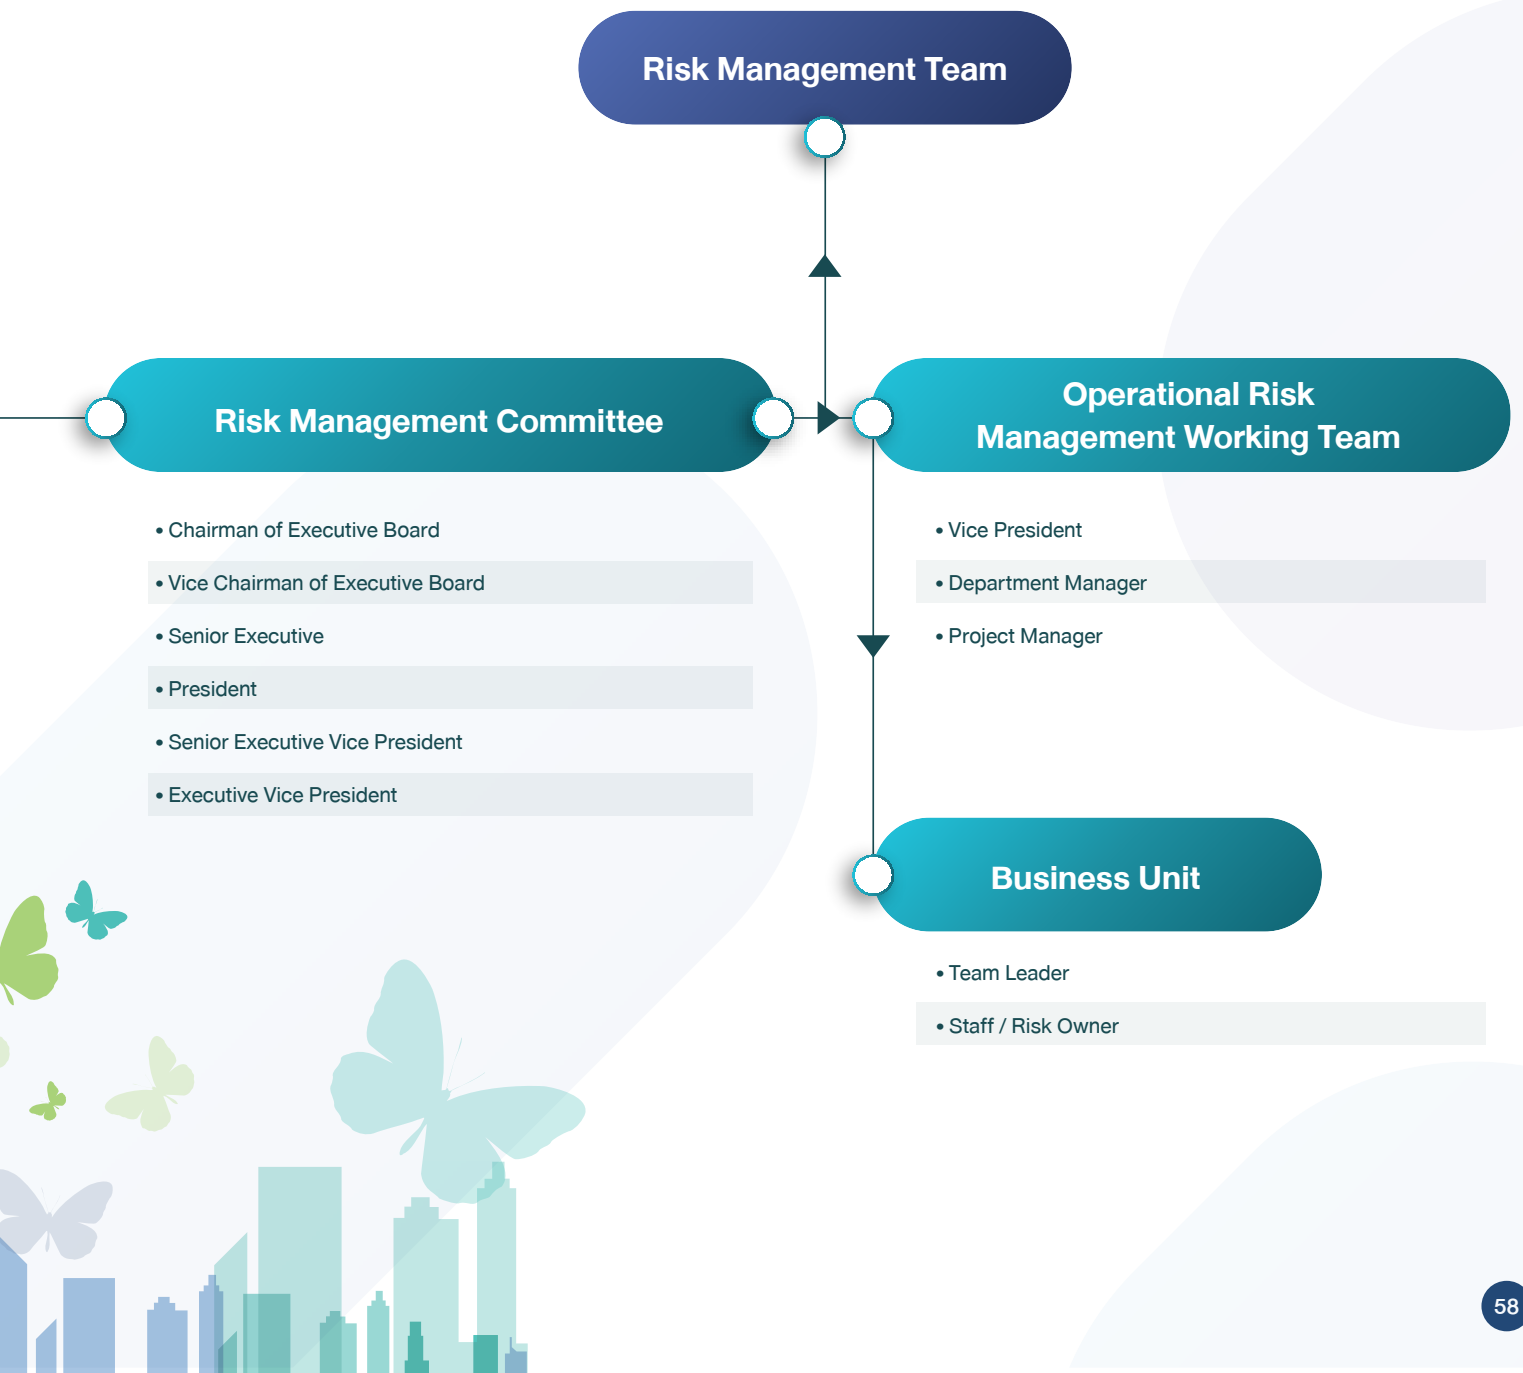 Risk Management Team
Risk Management Committee
• Chairman of Executive Board
• Vice Chairman of Executive Board
• Senior Executive
• President
• Senior Executive Vice President
• Executive Vice President
Operational Risk
Management Working Team
• Vice President
• Department Manager
• Project Manager
Business Unit
• Team Leader
• Staff / Risk Owner
58